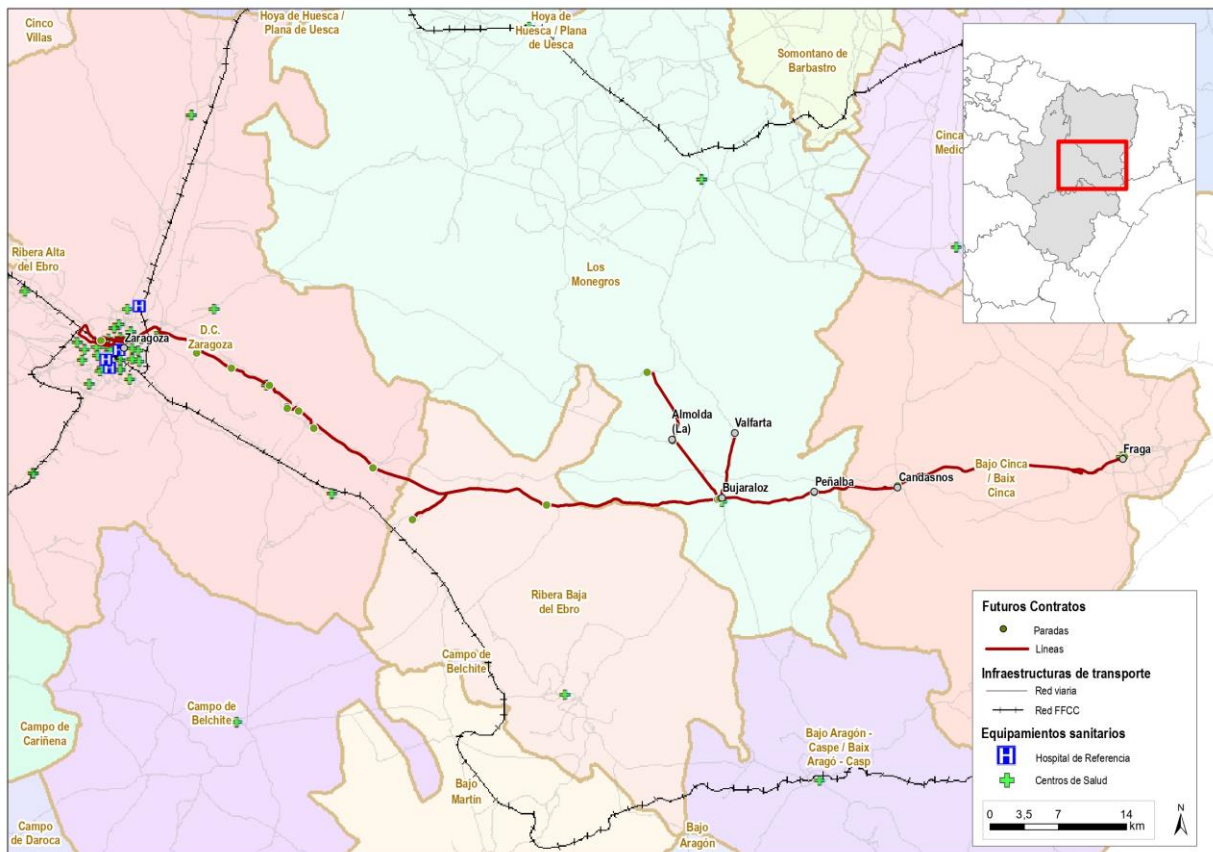 Cinco
Villas
Hoya de Huesca /
Plana de Uesca
Hoya de
Huesca / Plana
de Uesca
Somontano de
Barbastro
Cinca
Medio
Ribera Alta
del Ebro
Los
Monegros
D.C.
Zaragoza
Zaragoza
Almolda
(La)
Valfarta
Bujaraloz
Peñalba
Candasnos
Bajo Cinca
/ Baix
Cinca
Fraga
Ribera Baja
del Ebro
Campo de
Belchite
Campo de
Belchite
Campo de
Cariñena
Campo
de Daroca
Bajo
Martín
Bajo
Aragón
Bajo Aragón -
Caspe / Baix
Aragó - Casp
Futuros Contratos
Paradas
Líneas
Infraestructuras de transporte
Red viaria
Red FFCC
Equipamientos sanitarios
H Hospital de Referencia
Centros de Salud
0 3,5 7 14
km
N